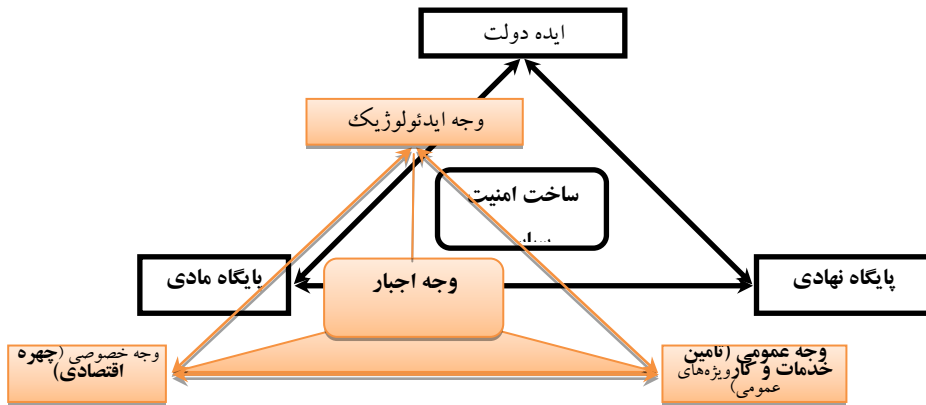 ایده دولت
وجه ایدئولوژیک
ساخت امنیت
پایگاه مادی
وجه اجبار
پایگاه نهادی
وجه خصوصی (چهره
اقتصادی)
وجه عمومی (تامین
خدمات و کارویژه‌های
عمومی)